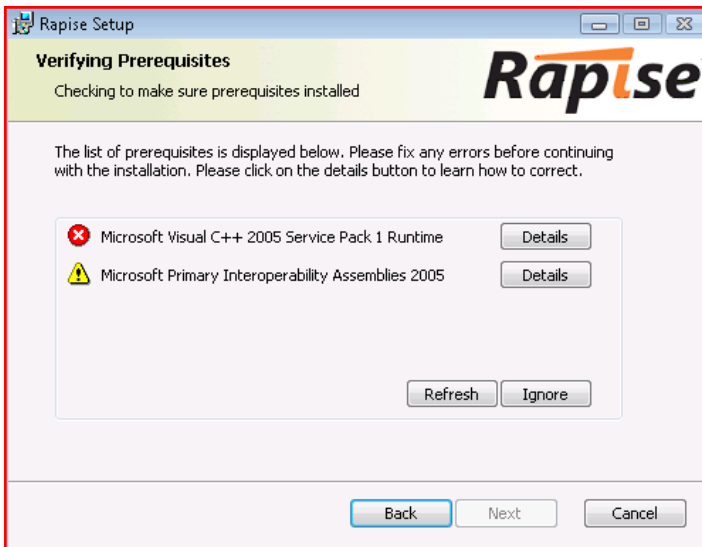 Rapise Setup
Verifying Prerequisites
Checking to make sure prerequisites installed
Rapise
The list of prerequisites is displayed below. Please fix any errors before continuing
with the installation. Please click on the details button to learn how to correct.
Microsoft Visual C++ 2005 Service Pack 1 Runtime
Details
Microsoft Primary Interoperability Assemblies 2005
Details
Refresh
Ignore
Back
Next
Cancel